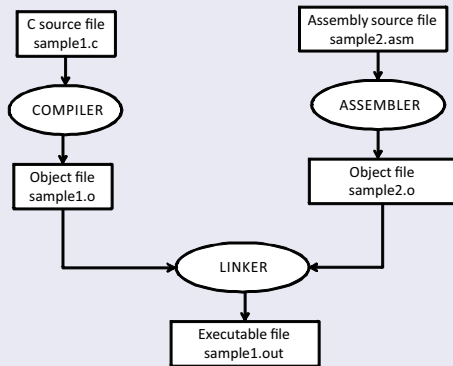 C source file
sample1.c
Assembly source file
sample2.asm
COMPILER
ASSEMBLER
Object file
sample1.o
Object file
sample2.o
LINKER
Executable file
sample1.out